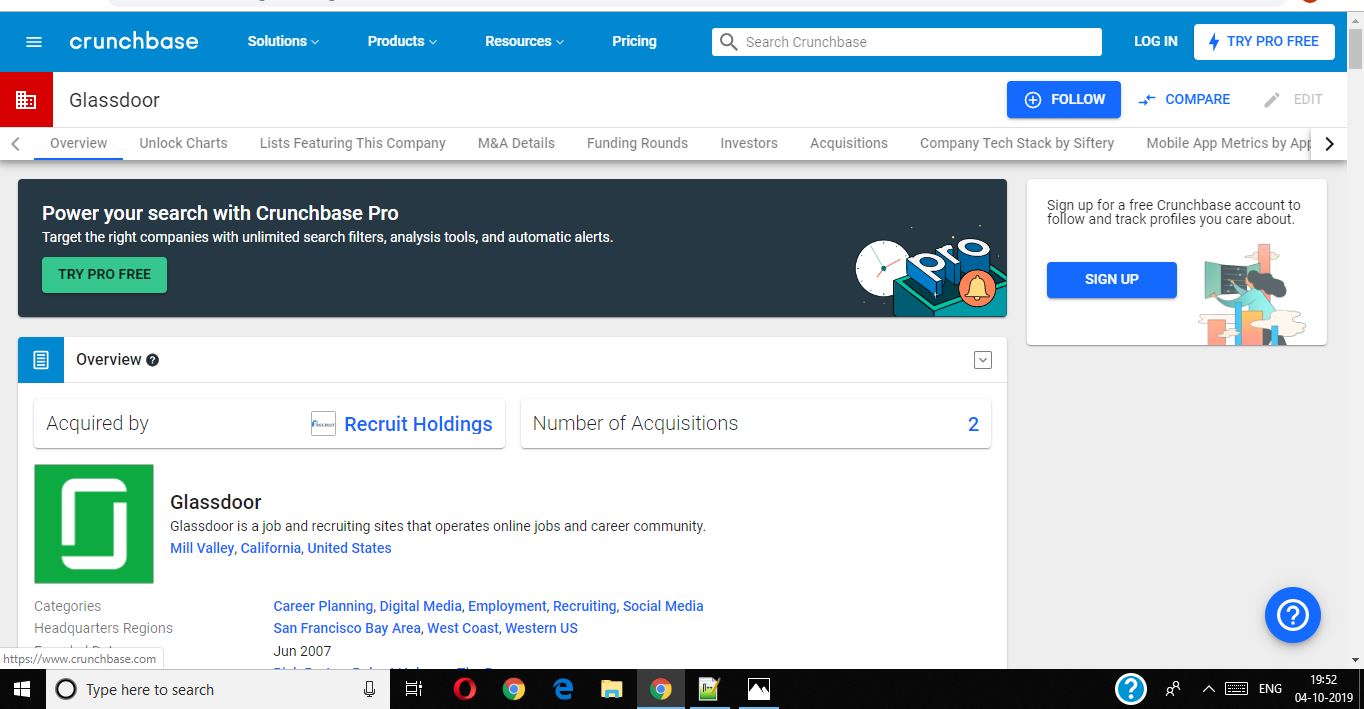 crunchbase
Solutions
Products
Resources
Pricing
Search Crunchbase
LOG IN
TRY PRO FREE
Glassdoor
FOLLOW
COMPARE
EDIT
Overview
Unlock Charts
Lists Featuring This Company
M&A Details
Funding Rounds
Investors
Acquisitions
Company Tech Stack by Siftery
Mobile App Metrics by App
Power your search with Crunchbase Pro
Target the right companies with unlimited search filters, analysis tools, and automatic alerts.
TRY PRO FREE
pro
Sign up for a free Crunchbase account to
follow and track profiles you care about.
SIGN UP
Overview
Acquired by
RECRUIT
Recruit Holdings
Number of Acquisitions
2
Glassdoor
Glassdoor is a job and recruiting sites that operates online jobs and career community.
Mill Valley, California, United States
Categories
Career Planning, Digital Media, Employment, Recruiting, Social Media
Headquarters Regions
San Francisco Bay Area, West Coast, Western US
Jun 2007
https://www.crunchbase.com
Type here to search
ENG
19:52
04-10-2019